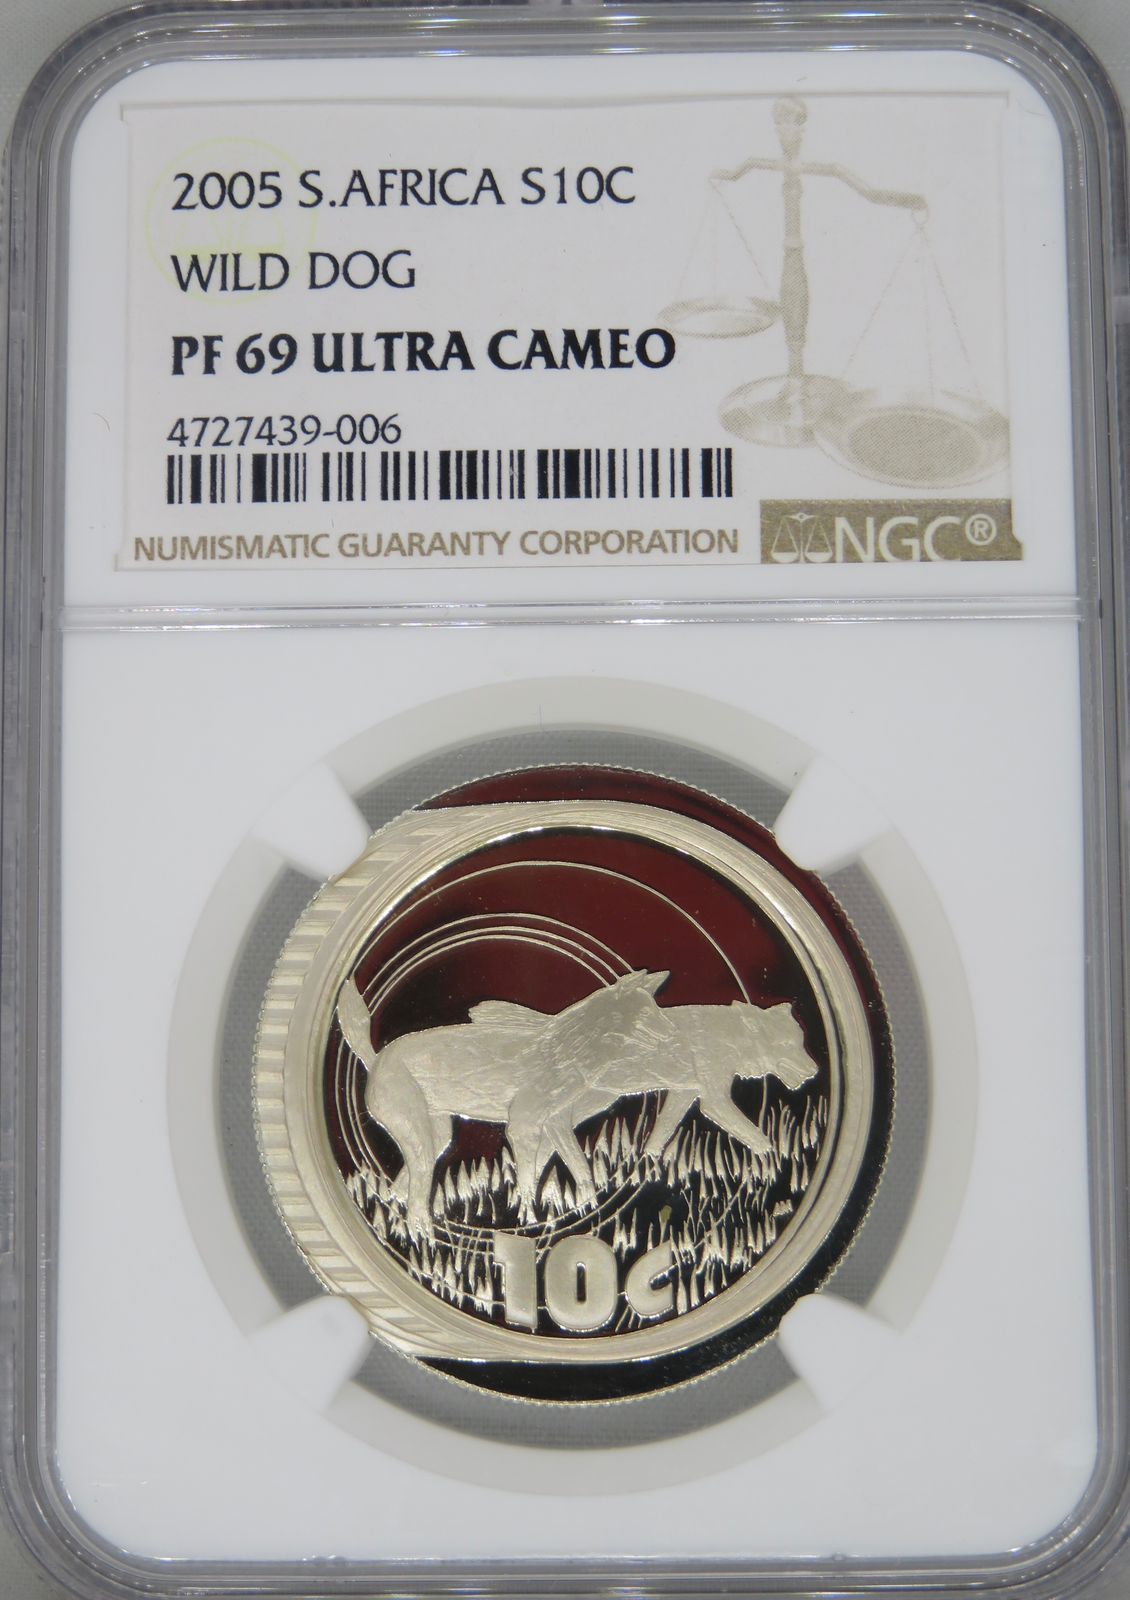 2005 S.AFRICA S10C
WILD DOG
PF 69 ULTRA CAMEO
4727439-006
NUMISMATIC GUARANTY CORPORATION
NGC®
10c